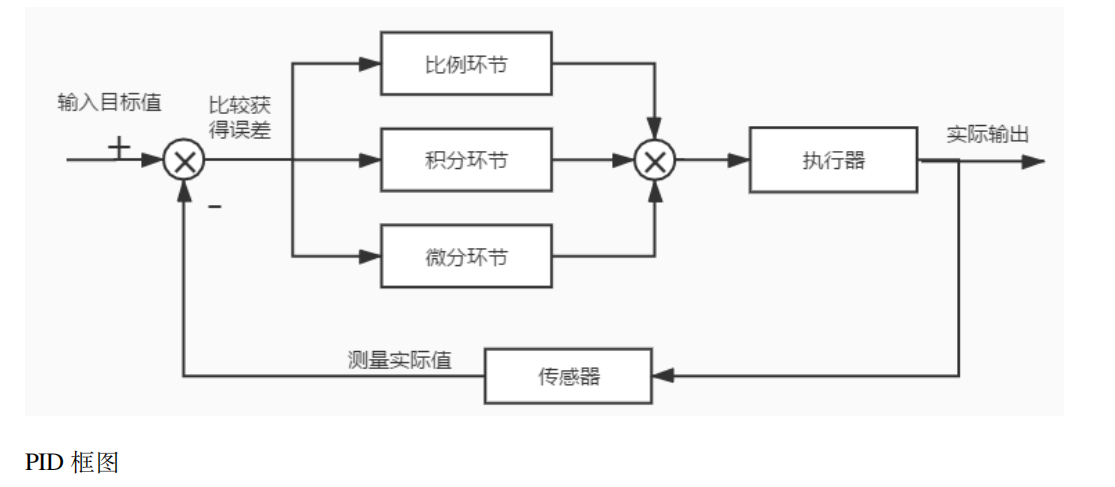 比例环节
输入目标值
比较获
得误差
+
积分环节
执行器
实际输出
-
微分环节
测量实际值
传感器
PID 框图